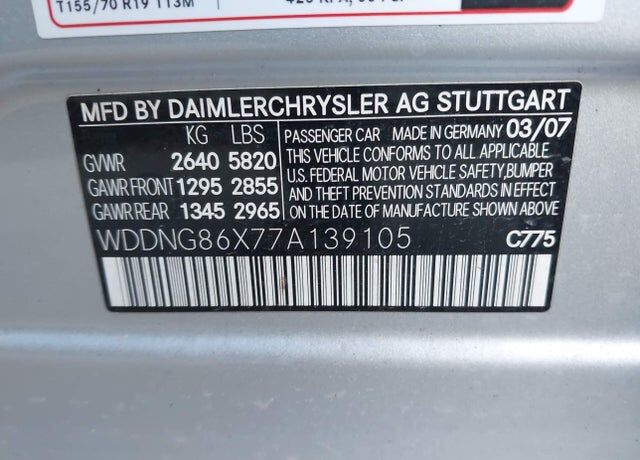 T155/70 R19 113M
MFD BY DAIMLERCHRYSLER AG STUTTGART
KG LBS
GVWR 2640 5820
GAWR FRONT 1295 2855
GAWR REAR 1345 2965
PASSENGER CAR MADE IN GERMANY 03/07
THIS VEHICLE CONFORMS TO ALL APPLICABLE
U.S. FEDERAL MOTOR VEHICLE SAFETY,BUMPER
AND THEFT PREVENTION STANDARDS IN EFFECT
ON THE DATE OF MANUFACTURE SHOWN ABOVE
WDDNG86X77A139105 C775